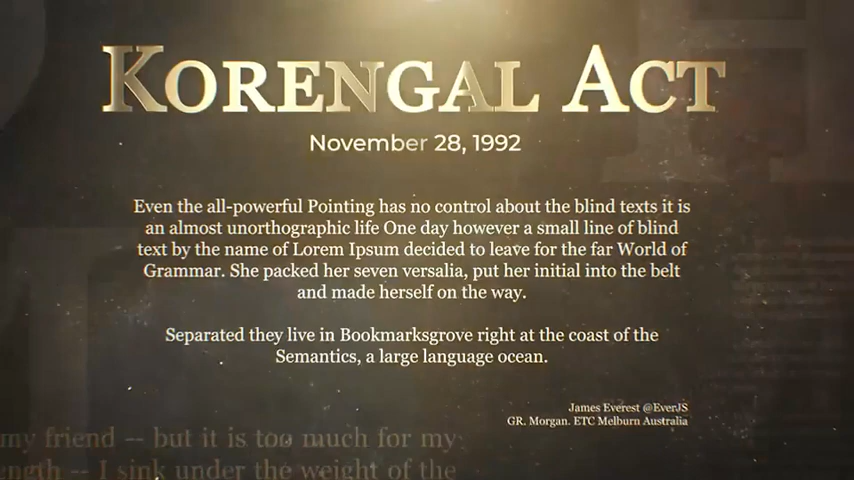 KORENGAL ACT
November 28, 1992
Even the all-powerful Pointing has no control about the blind texts it is
an almost unorthographic life One day however a small line of blind
text by the name of Lorem Ipsum decided to leave for the far World of
Grammar. She packed her seven versalia, put her initial into the belt
and made herself on the way.
Separated they live in Bookmarksgrove right at the coast of the
Semantics, a large language ocean.
James Everest @EverJS
GR. Morgan. ETC Melburn Australia
my friend -- but it is too much for my
ength -- I sink under the weight of the